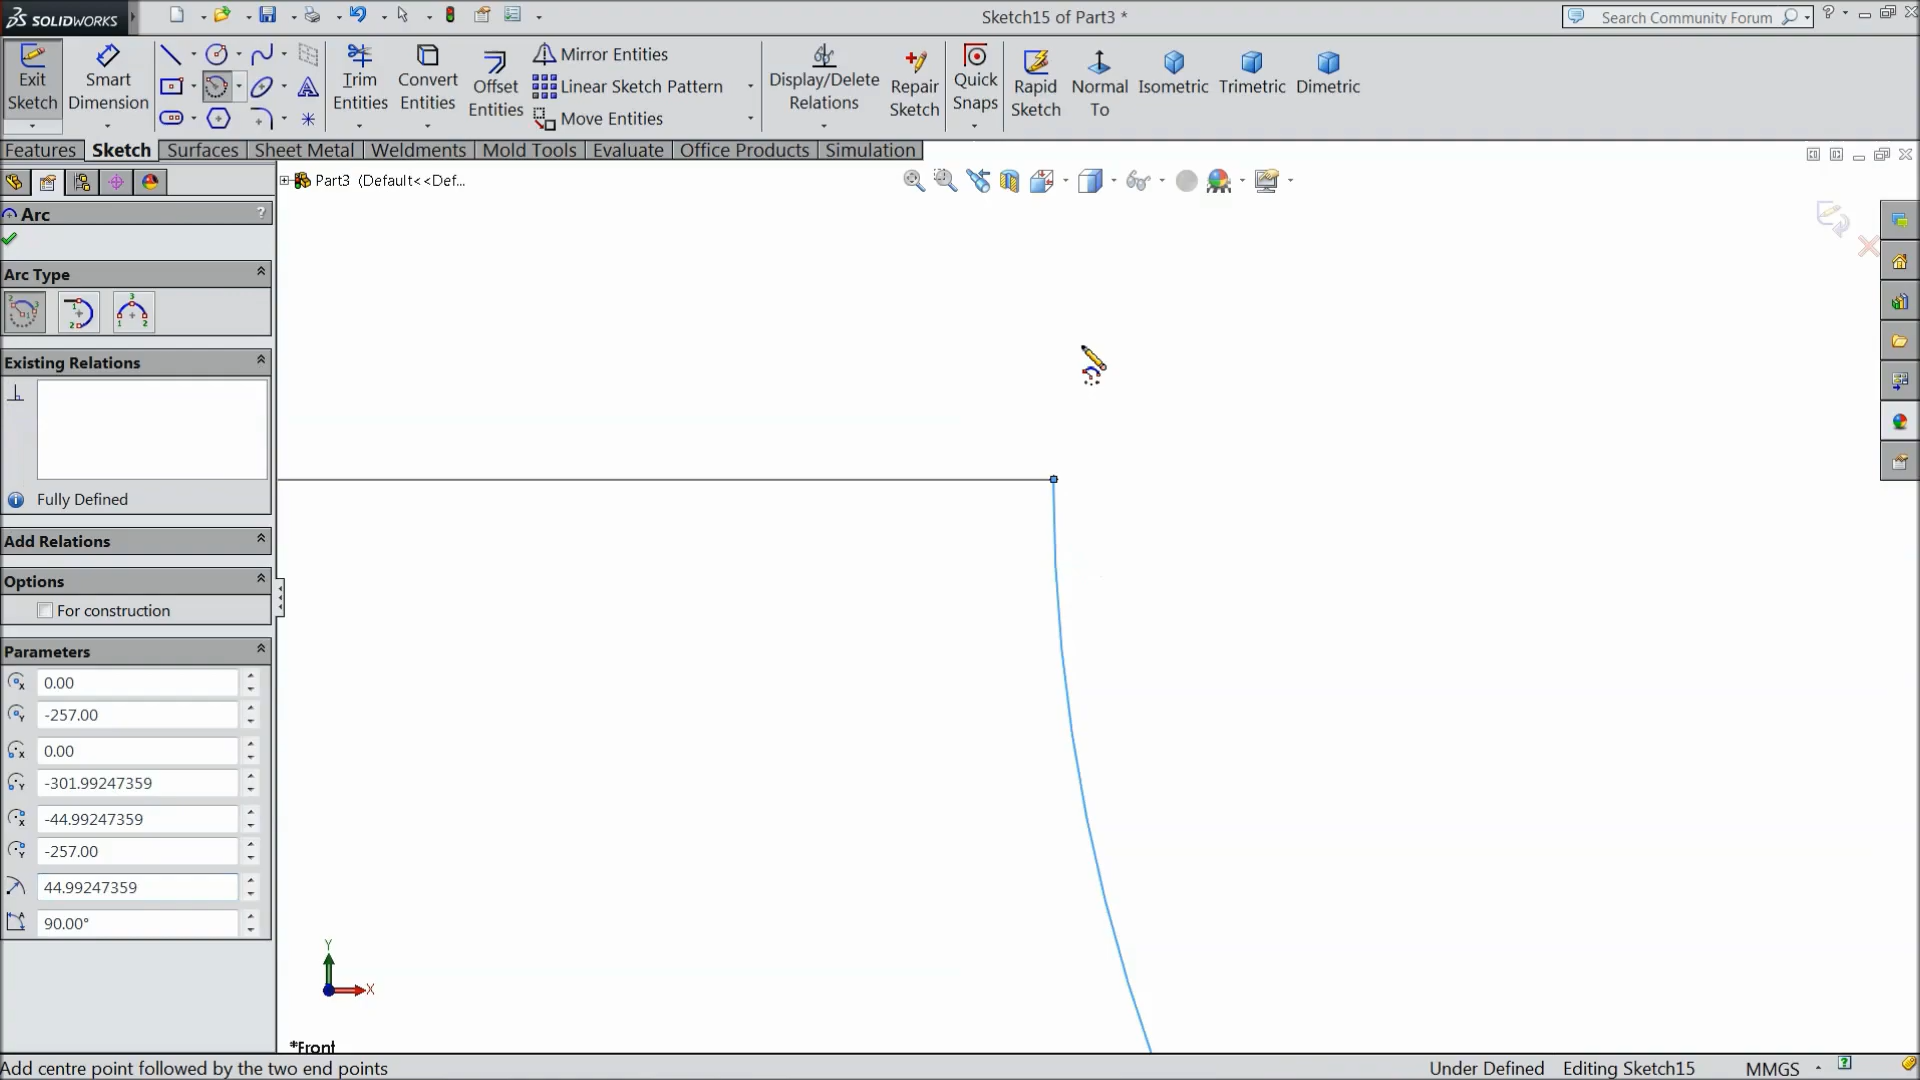 SOLIDWORKS
Sketch15 of Part3 *
Search Community Forum
?
Exit Sketch
Smart Dimension
Trim Entities
Convert Entities
Offset Entities
Mirror Entities
Linear Sketch Pattern
Move Entities
Display/Delete Relations
Repair Sketch
Quick Snaps
Rapid Sketch
Normal To
Isometric
Trimetric
Dimetric
Features
Sketch
Surfaces
Sheet Metal
Weldments
Mold Tools
Evaluate
Office Products
Simulation
Part3 (Default<<Def...
Arc
?
Arc Type
Existing Relations
Fully Defined
Add Relations
Options
For construction
Parameters
0.00
-257.00
0.00
-301.99247359
-44.99247359
-257.00
44.99247359
90.00°
Y
X
*Front
Add centre point followed by the two end points
Under Defined
Editing Sketch15
MMGS
?